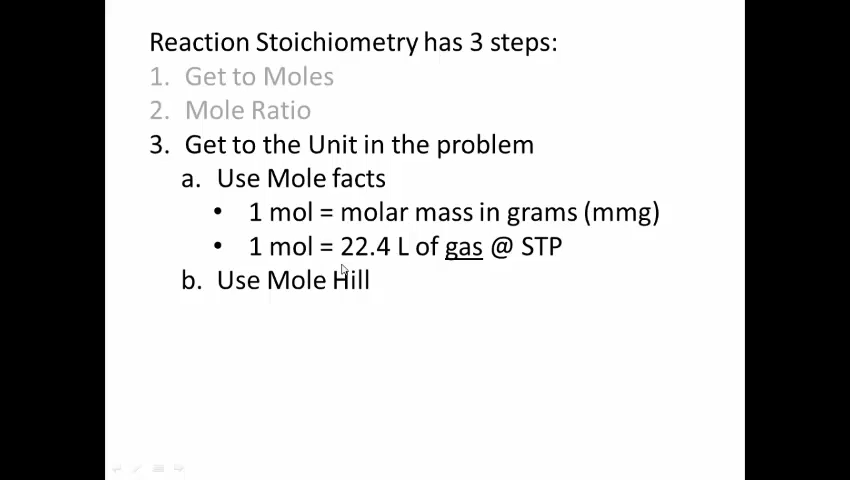 Reaction Stoichiometry has 3 steps:
1. Get to Moles
2. Mole Ratio
3. Get to the Unit in the problem
a. Use Mole facts
• 1 mol = molar mass in grams (mmg)
• 1 mol = 22.4 L of gas @ STP
b. Use Mole Hill